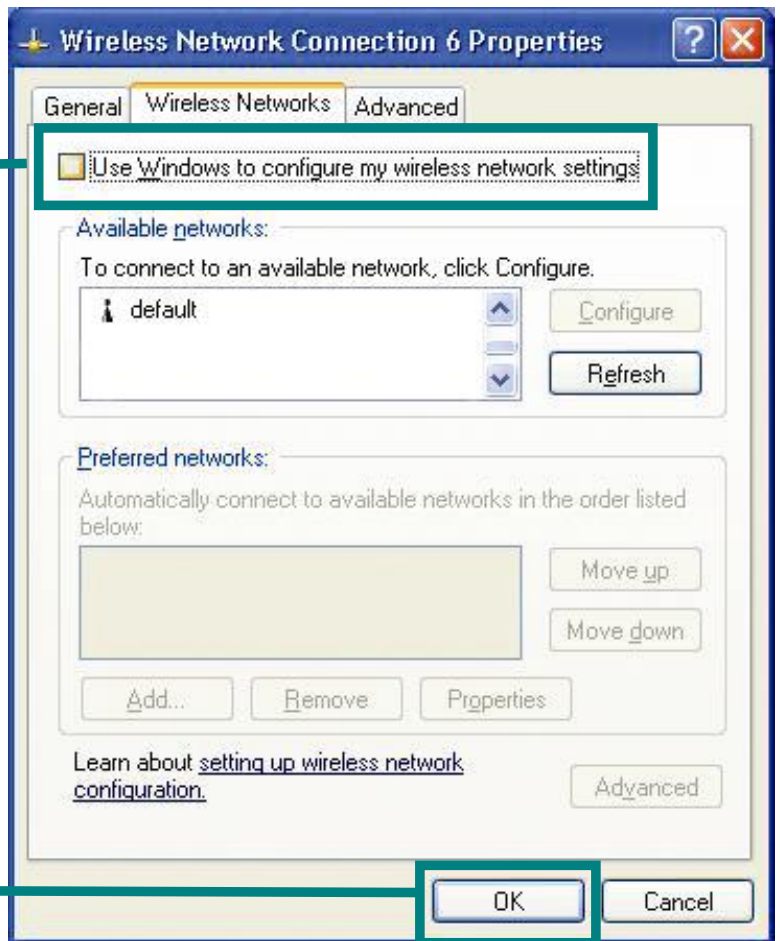 Wireless Network Connection 6 Properties
General Wireless Networks Advanced
Use Windows to configure my wireless network settings
Available networks:
To connect to an available network, click Configure.
default
Configure
Refresh
Preferred networks:
Automatically connect to available networks in the order listed
below:
Move up
Move down
Add... Remove Properties
Learn about setting up wireless network
configuration.
Advanced
OK Cancel